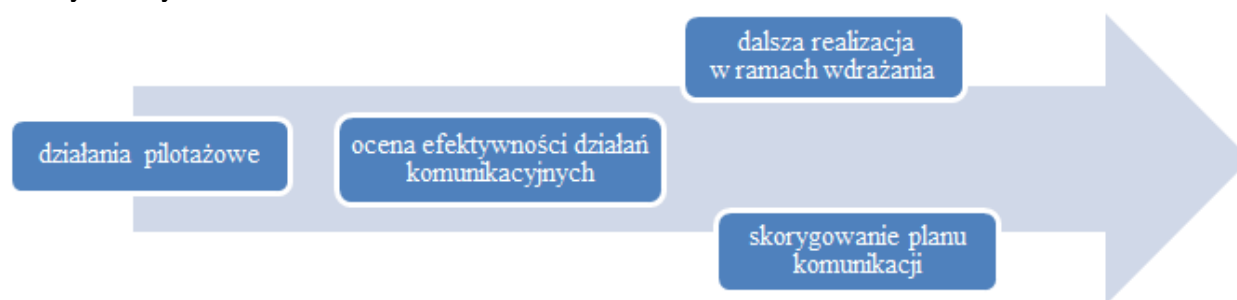 działania pilotażowe
ocena efektywności działań
komunikacyjnych
dalsza realizacja
w ramach wdrażania
skorygowanie planu
komunikacji